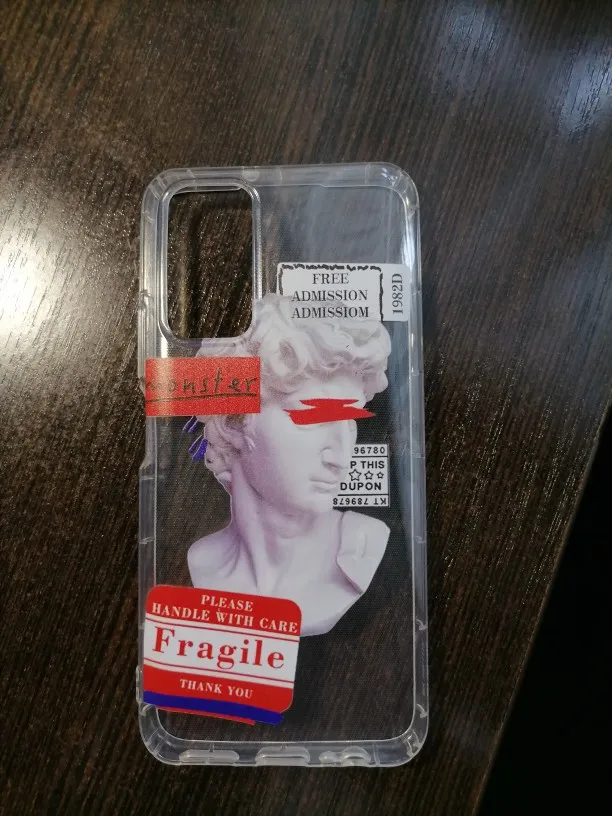 FREE
ADMISSION
ADMISSIOM
1982D
monster
96780
P THIS
DUPON
KT 789678
PLEASE
HANDLE WITH CARE
Fragile
THANK YOU